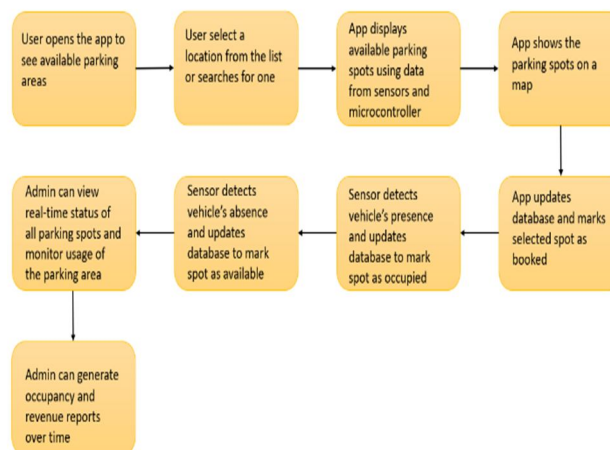 User opens the app to
see available parking
areas
User select a
location from the list
or searches for one
App displays
available parking
spots using data
from sensors and
microcontroller
App shows the
parking spots on a
map
App updates
database and marks
selected spot as
booked
Sensor detects
vehicle's presence
and updates
database to mark
spot as occupied
Sensor detects
vehicle's absence
and updates
database to mark
spot as available
Admin can view
real-time status of
all parking spots and
monitor usage of
the parking area
Admin can generate
occupancy and
revenue reports
over time